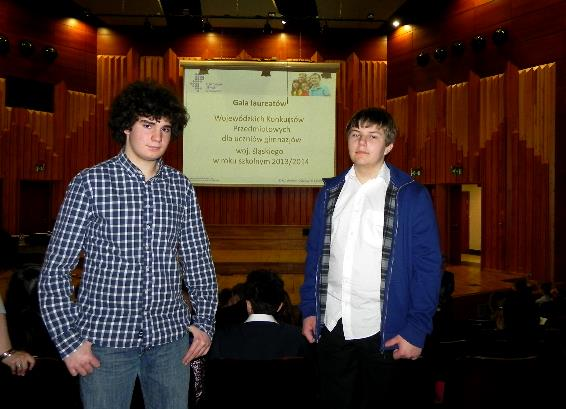 Gala laureatów
Wojewódzkich Konkursów
Przedmiotowych
dla uczniów gimnazjów
woj. śląskiego
w roku szkolnym 2013/2014